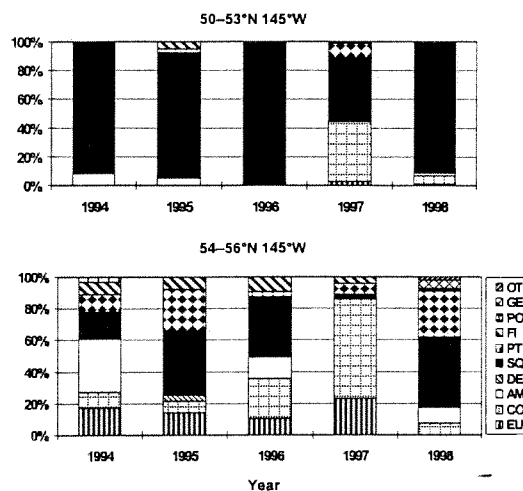 50–53°N 145°W
100%
80%
60%
40%
20%
0%
1994 1995 1996 1997 1998
54–56°N 145°W
100%
80%
60%
40%
20%
0%
1994 1995 1996 1997 1998
Year
OT
GE
PO
FI
PT
SQ
DE
AM
CO
EU